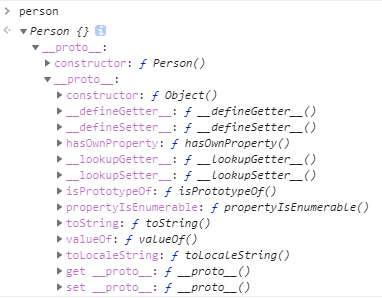 > person
<· ▼ Person {} i
▼ __proto__:
▶ constructor: ƒ Person()
▼ __proto__:
▶ constructor: ƒ Object()
▶ __defineGetter__: ƒ __defineGetter__()
▶ __defineSetter__: ƒ __defineSetter__()
▶ hasOwnProperty: ƒ hasOwnProperty()
▶ __lookupGetter__: ƒ __lookupGetter__()
▶ __lookupSetter__: ƒ __lookupSetter__()
▶ isPrototypeOf: ƒ isPrototypeOf()
▶ propertyIsEnumerable: ƒ propertyIsEnumerable()
▶ toString: ƒ toString()
▶ valueOf: ƒ valueOf()
▶ toLocaleString: ƒ toLocaleString()
▶ get __proto__: ƒ __proto__()
▶ set __proto__: ƒ __proto__()